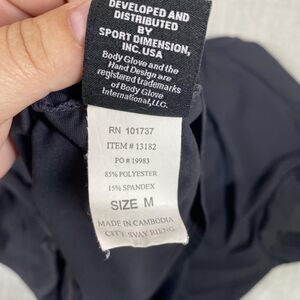 DEVELOPED AND
DISTRIBUTED
BY
SPORT DIMENSION,
INC. USA
Body Glove and the
Hand Design are
registered trademarks
of Body Glove
International, LLC.
RN 101737
ITEM # 13182
PO # 19983
85% POLYESTER
15% SPANDEX
SIZE M
MADE IN CAMBODIA
CITY SVAY RIENG